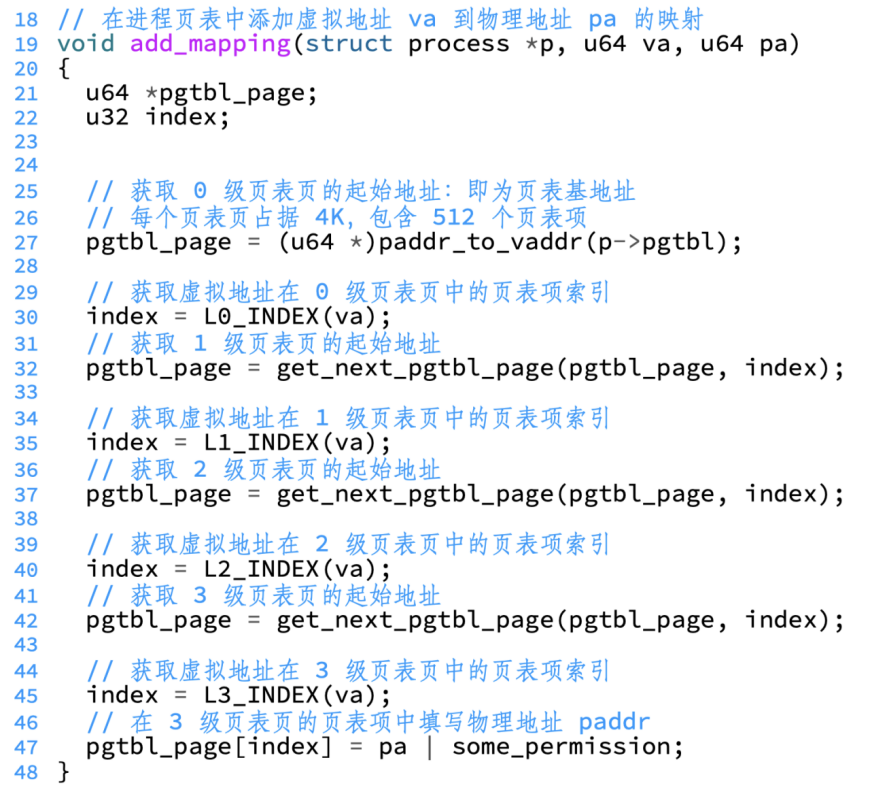 18 // 在进程页表中添加虚拟地址 va 到物理地址 pa 的映射
19 void add_mapping(struct process *p, u64 va, u64 pa)
20 {
21   u64 *pgtbl_page;
22   u32 index;
23
24
25   // 获取 0 级页表页的起始地址：即为页表基地址
26   // 每个页表页占据 4K，包含 512 个页表项
27   pgtbl_page = (u64 *)paddr_to_vaddr(p->pgtbl);
28
29   // 获取虚拟地址在 0 级页表页中的页表项索引
30   index = L0_INDEX(va);
31   // 获取 1 级页表页的起始地址
32   pgtbl_page = get_next_pgtbl_page(pgtbl_page, index);
33
34   // 获取虚拟地址在 1 级页表页中的页表项索引
35   index = L1_INDEX(va);
36   // 获取 2 级页表页的起始地址
37   pgtbl_page = get_next_pgtbl_page(pgtbl_page, index);
38
39   // 获取虚拟地址在 2 级页表页中的页表项索引
40   index = L2_INDEX(va);
41   // 获取 3 级页表页的起始地址
42   pgtbl_page = get_next_pgtbl_page(pgtbl_page, index);
43
44   // 获取虚拟地址在 3 级页表页中的页表项索引
45   index = L3_INDEX(va);
46   // 在 3 级页表页的页表项中填写物理地址 paddr
47   pgtbl_page[index] = pa | some_permission;
48 }